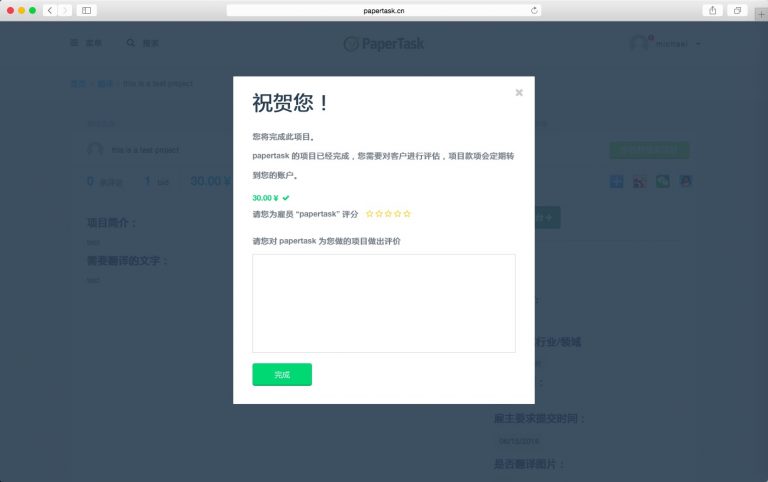 papertask.cn
菜单
搜索
PaperTask
michael
首页 > 翻译 > this is a test project
祝贺您！
您将完成此项目。
papertask 的项目已经完成，您需要对客户进行评估，项目款项会定期转
到您的账户。
30.00 ¥
请您为雇员 “papertask” 评分
请您对 papertask 为您做的项目做出评价
完成
this is a test project
0
1 bid
30.00 ¥
项目简介：
test
需要翻译的文字：
test
行业/领域
雇主要求提交时间：
06/15/2016
是否翻译图片：